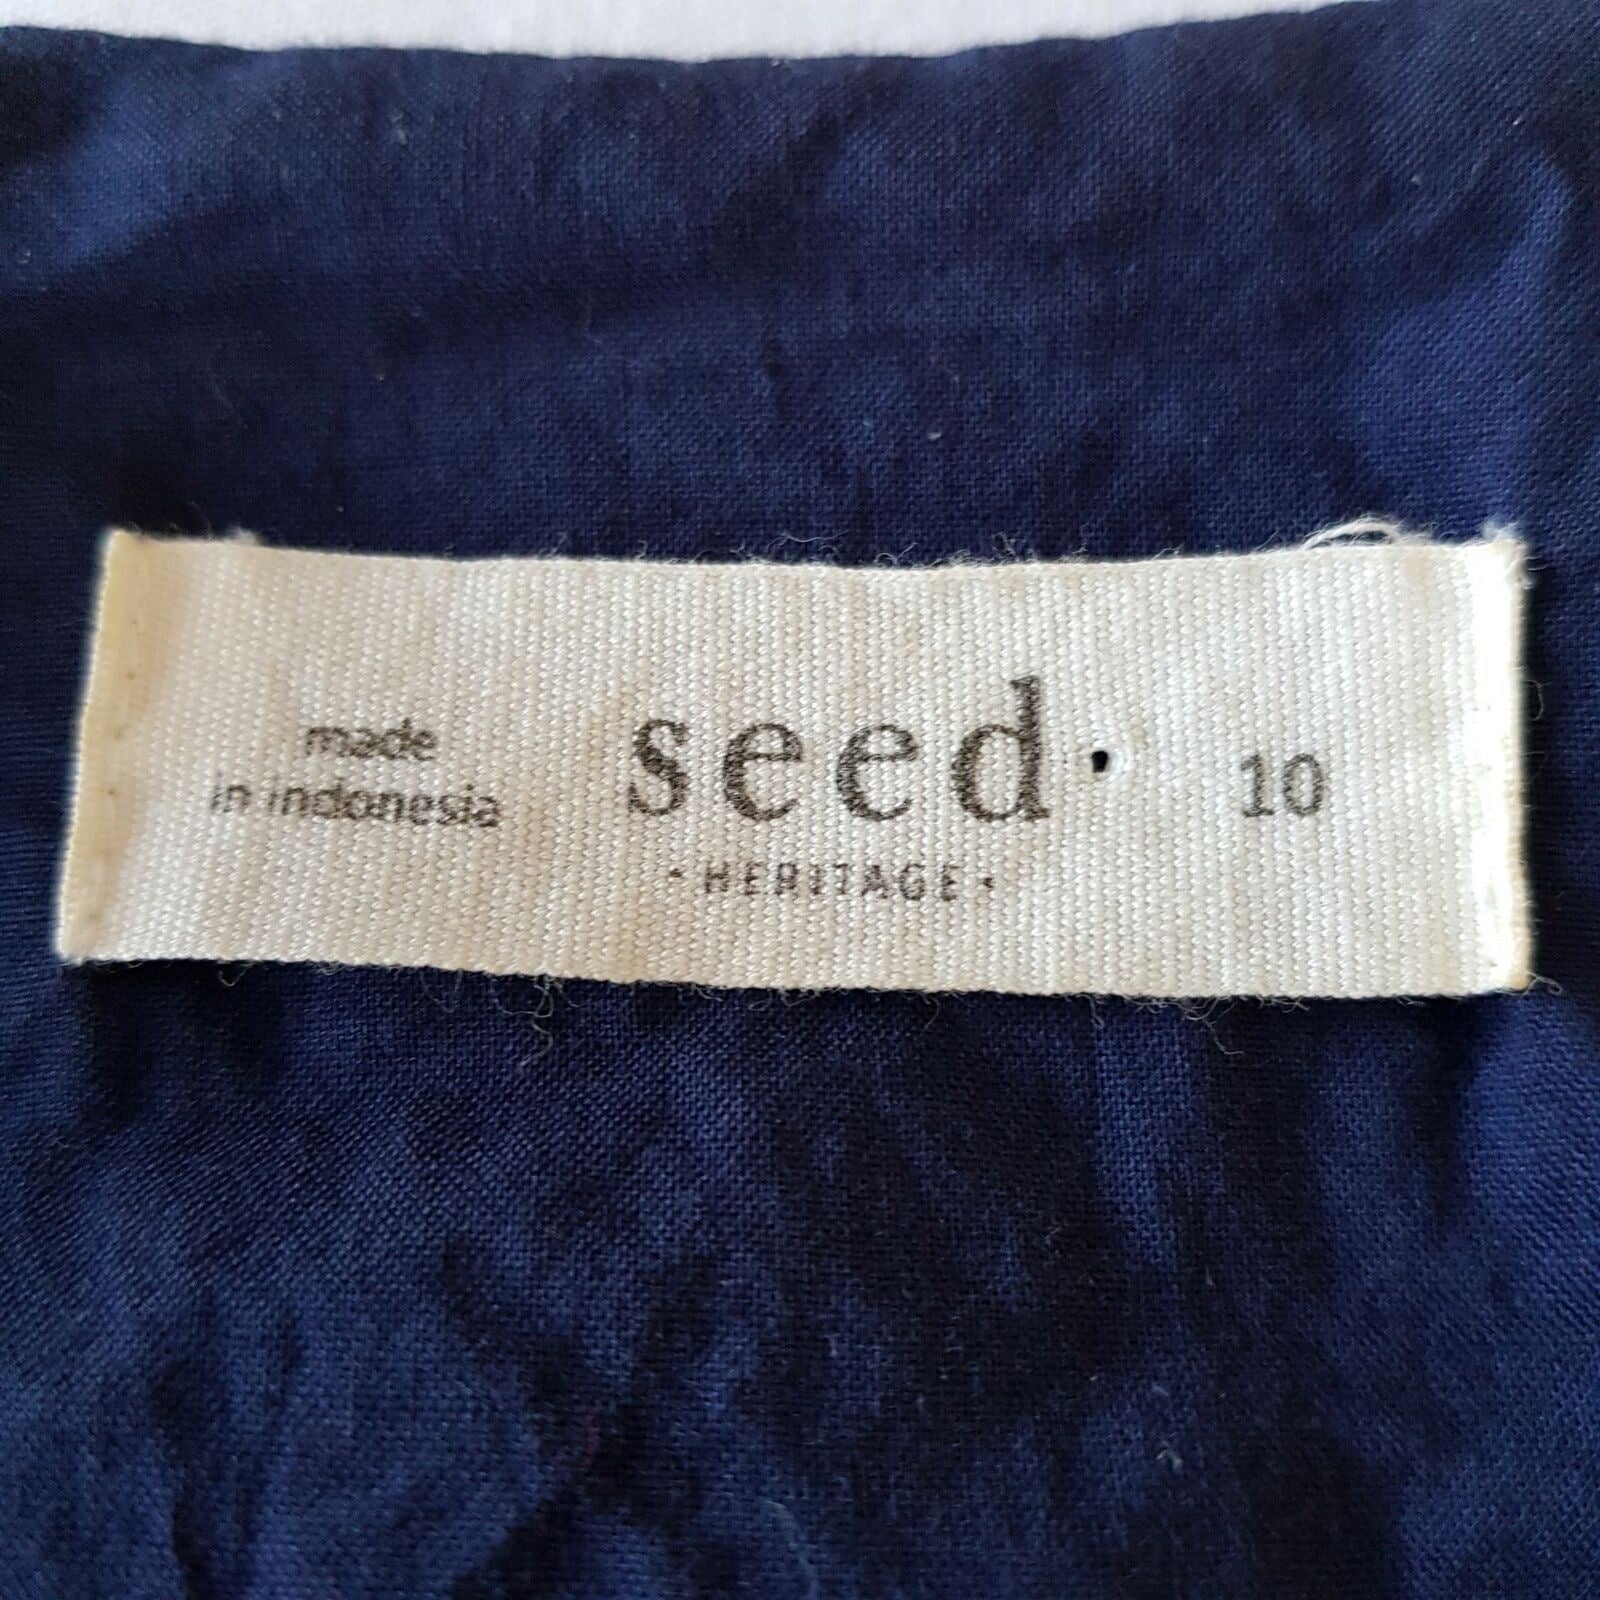 made
in indonesia
seed
· HERITAGE ·
10